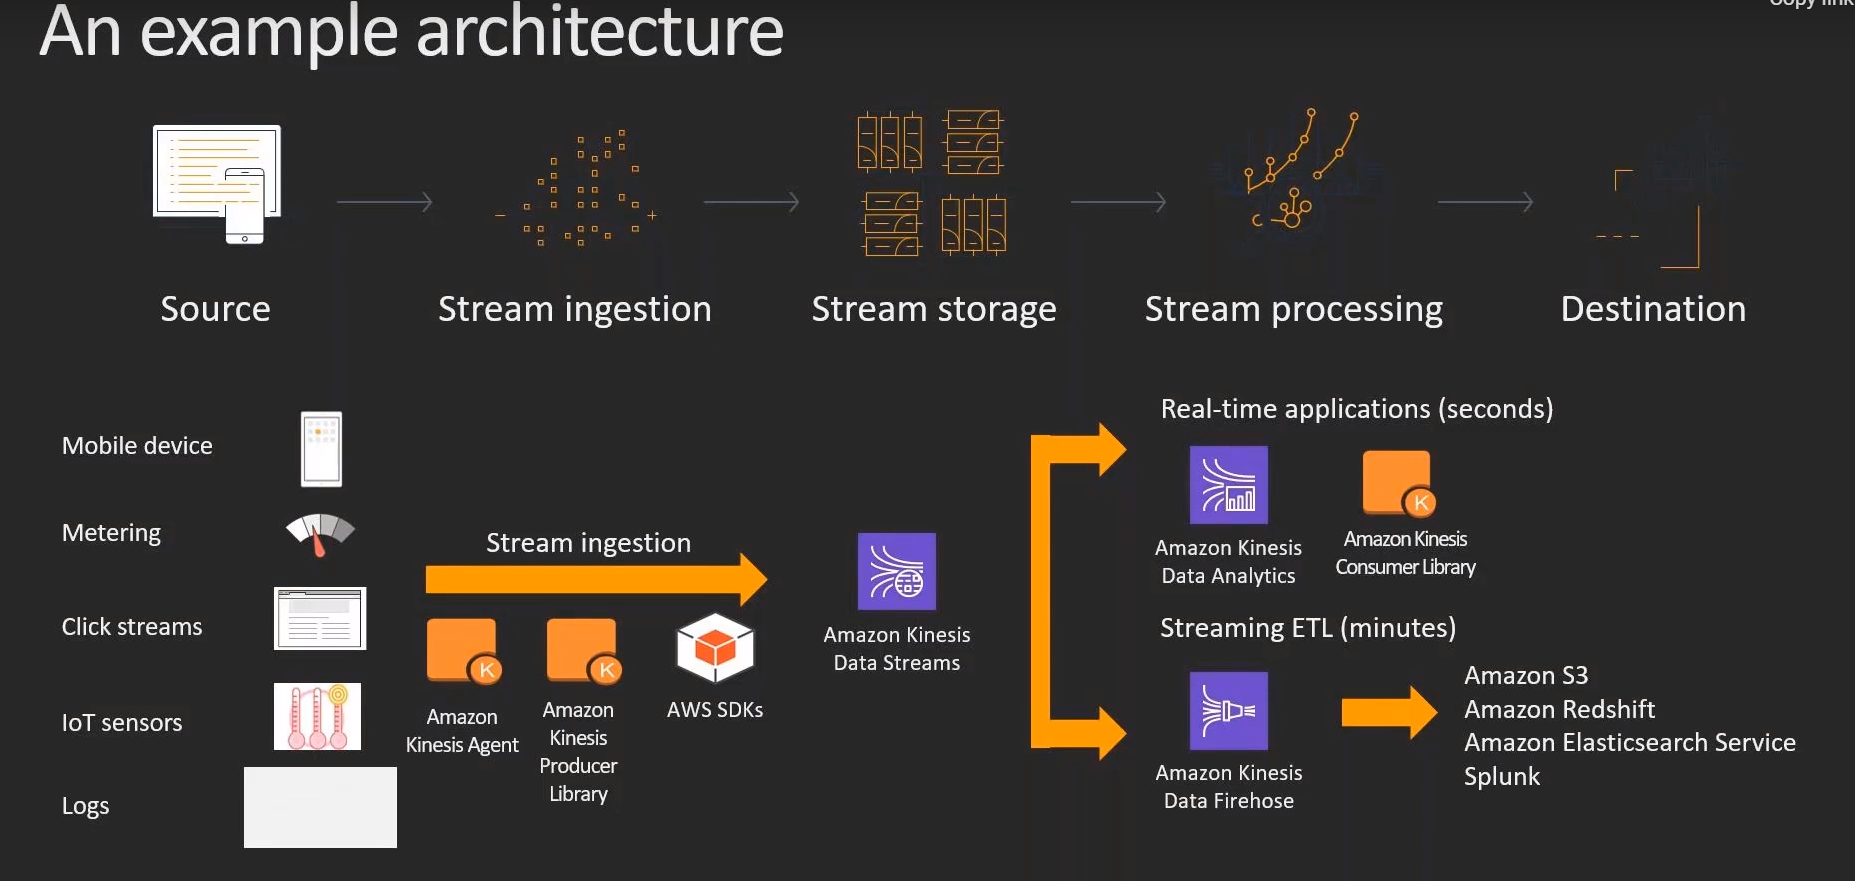 Copy link
An example architecture
Source
Stream ingestion
Stream storage
Stream processing
Destination
Mobile device
Metering
Click streams
IoT sensors
Logs
Stream ingestion
K
Amazon
Kinesis Agent
K
Amazon
Kinesis
Producer
Library
AWS SDKs
Amazon Kinesis
Data Streams
Real-time applications (seconds)
Amazon Kinesis
Data Analytics
K
Amazon Kinesis
Consumer Library
Streaming ETL (minutes)
Amazon Kinesis
Data Firehose
Amazon S3
Amazon Redshift
Amazon Elasticsearch Service
Splunk